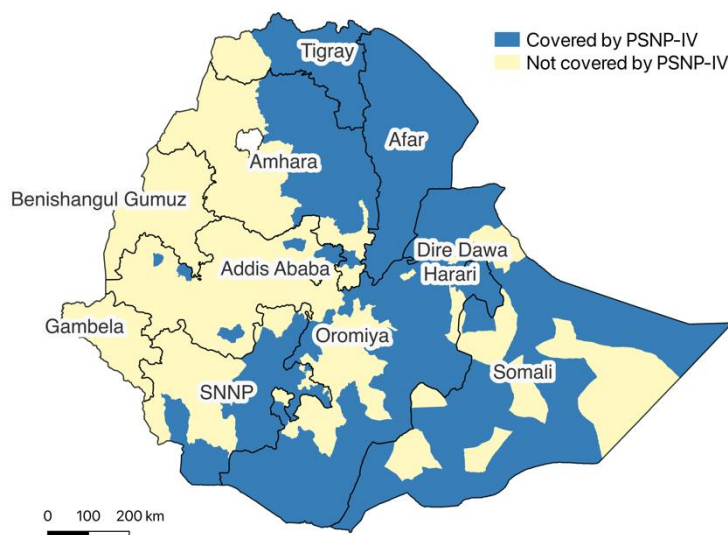 Tigray
Covered by PSNP-IV
Not covered by PSNP-IV
Afar
Amhara
Benishangul Gumuz
Dire Dawa
Addis Ababa
Harari
Gambela
Oromiya
Somali
SNNP
0 100 200 km